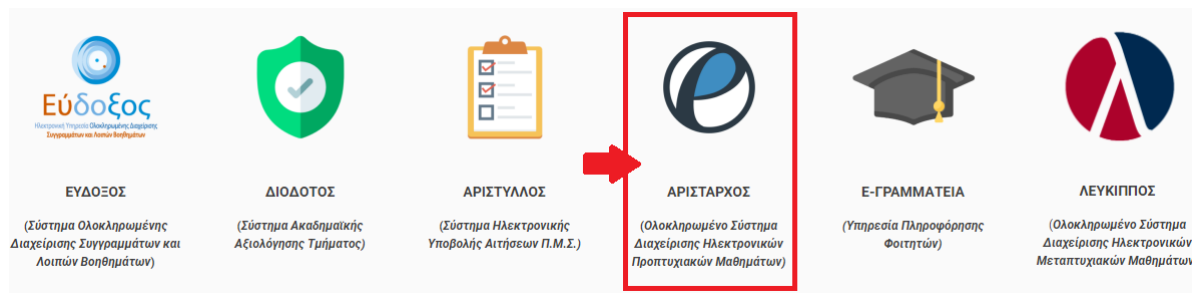 Εύδοξος
Ηλεκτρονική Υπηρεσία Ολοκληρωμένης Διαχείρισης
Συγγραμμάτων και Λοιπών Βοηθημάτων
ΕΥΔΟΞΟΣ
(Σύστημα Ολοκληρωμένης
Διαχείρισης Συγγραμμάτων και
Λοιπών Βοηθημάτων)
ΔΙΟΔΟΤΟΣ
(Σύστημα Ακαδημαϊκής
Αξιολόγησης Τμήματος)
ΑΡΙΣΤΥΛΛΟΣ
(Σύστημα Ηλεκτρονικής
Υποβολής Αιτήσεων Π.Μ.Σ.)
ΑΡΙΣΤΑΡΧΟΣ
(Ολοκληρωμένο Σύστημα
Διαχείρισης Ηλεκτρονικών
Προπτυχιακών Μαθημάτων)
Ε-ΓΡΑΜΜΑΤΕΙΑ
(Υπηρεσία Πληροφόρησης
Φοιτητών)
ΛΕΥΚΙΠΠΟΣ
(Ολοκληρωμένο Σύστημα
Διαχείρισης Ηλεκτρονικών
Μεταπτυχιακών Μαθημάτων